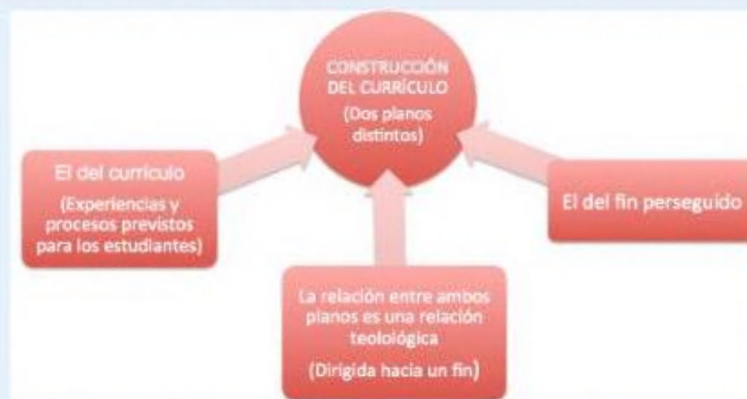 CONSTRUCCIÓN
DEL CURRÍCULO
(Dos planos
distintos)
El del currículo
(Experiencias y
procesos previstos
para los estudiantes)
El del fin perseguido
La relación entre ambos
planos es una relación
teolológica
(Dirigida hacia un fin)